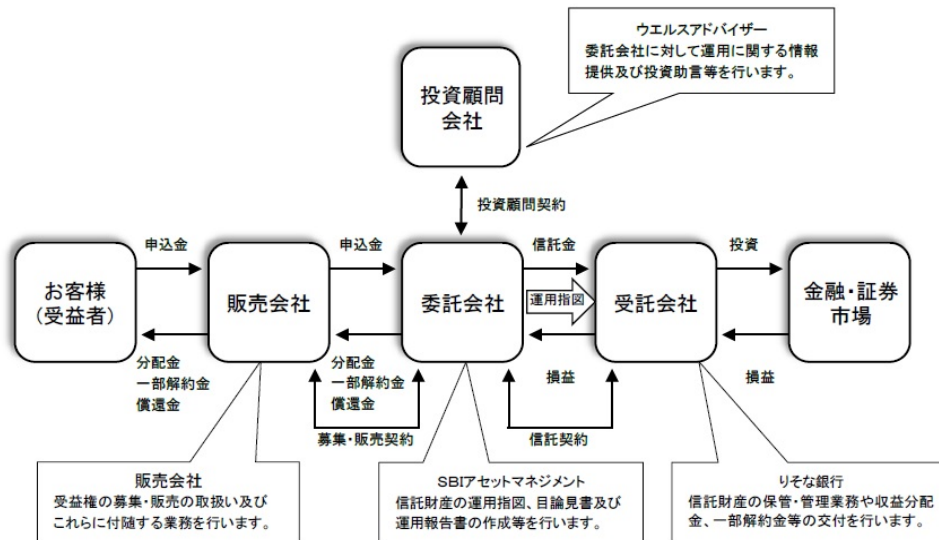 ウエルスアドバイザー
委託会社に対して運用に関する情報
提供及び投資助言等を行います。
投資顧問
会社
投資顧問契約
申込金
申込金
信託金
投資
お客様
(受益者)
販売会社
委託会社
運用指図
受託会社
金融・証券
市場
分配金
一部解約金
償還金
分配金
一部解約金
償還金
損益
損益
募集・販売契約
信託契約
販売会社
受益権の募集・販売の取扱い及び
これらに付随する業務を行います。
SBIアセットマネジメント
信託財産の運用指図、目論見書及び
運用報告書の作成等を行います。
りそな銀行
信託財産の保管・管理業務や収益分配
金、一部解約金等の交付を行います。